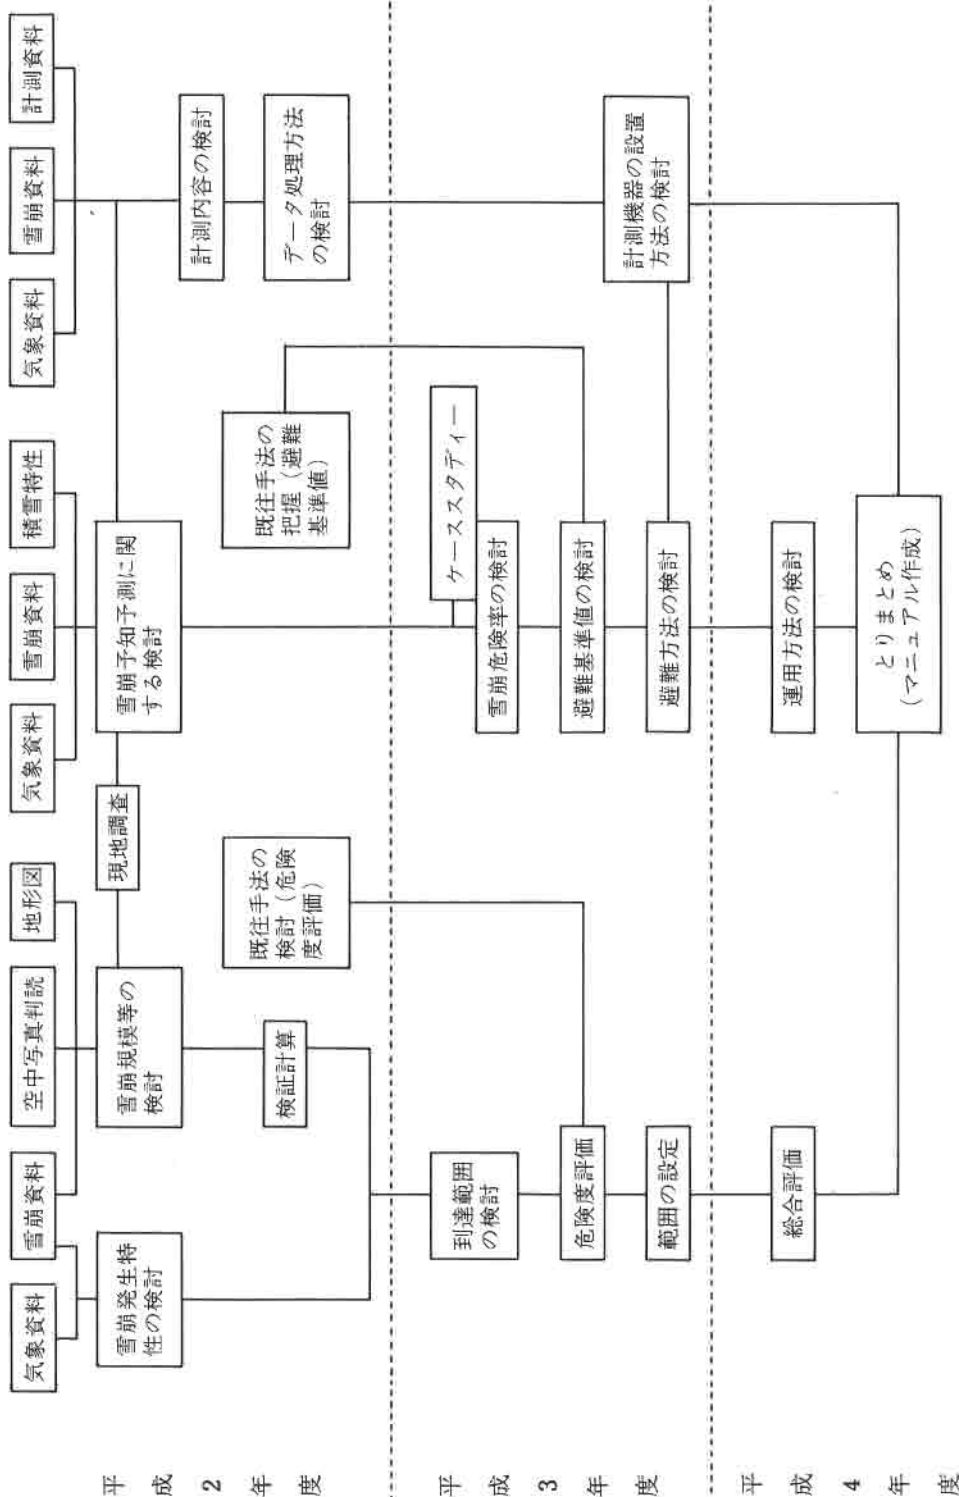 平成2年度
気象資料
雪崩資料
空中写真判読
地形図
気象資料
雪崩資料
積雪特性
気象資料
雪崩資料
計測資料
雪崩発生特
性の検討
雪崩規模等の
検討
現地調査
雪崩予知予測に関
する検討
計測内容の検討
検証計算
既往手法の
検討（危険
度評価）
既往手法の
把握（避難
基準値）
データ処理方法
の検討
平成3年度
到達範囲
の検討
ケーススタディー
雪崩危険率の検討
危険度評価
避難基準値の検討
範囲の設定
避難方法の検討
計測機器の設置
方法の検討
平成4年度
総合評価
運用方法の検討
とりまとめ
（マニュアル作成）